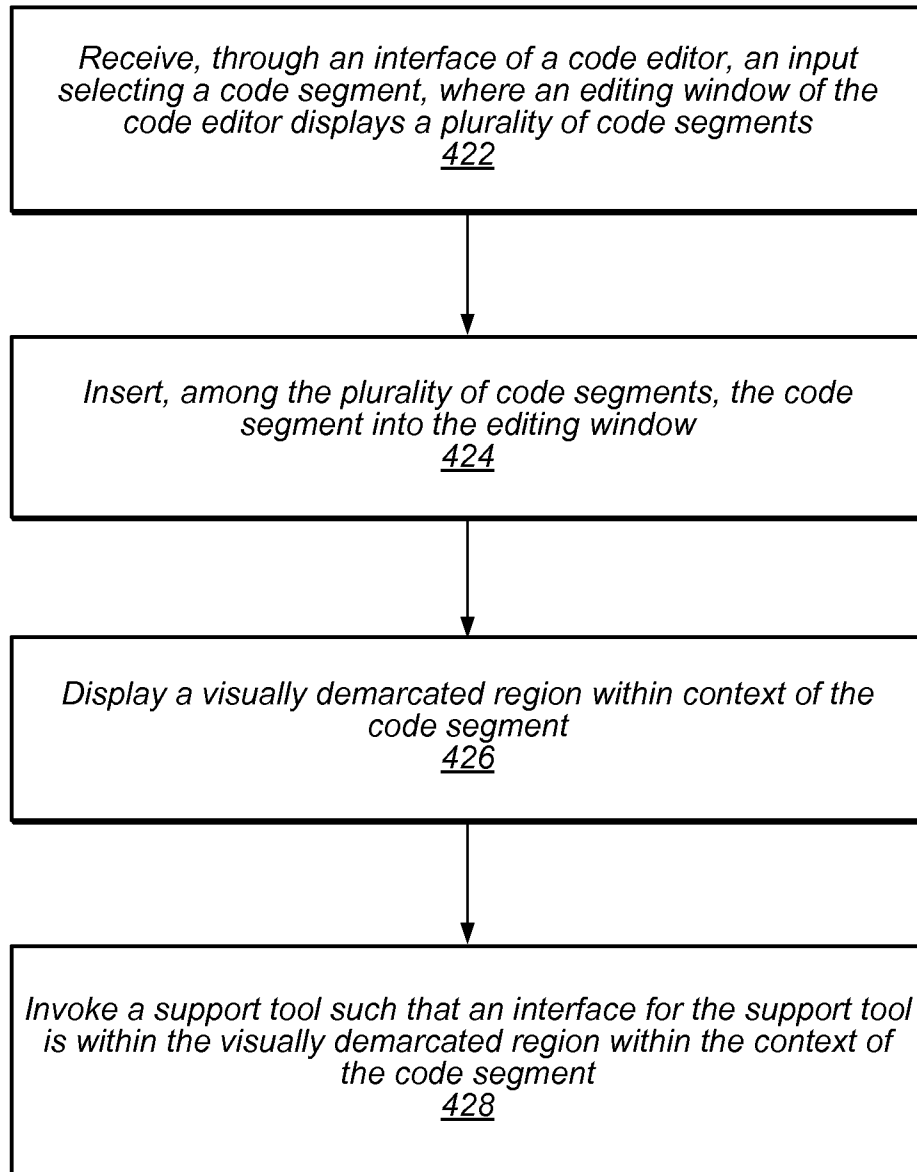 Receive, through an interface of a code editor, an input
selecting a code segment, where an editing window of the
code editor displays a plurality of code segments
422
Insert, among the plurality of code segments, the code
segment into the editing window
424
Display a visually demarcated region within context of the
code segment
426
Invoke a support tool such that an interface for the support tool
is within the visually demarcated region within the context of
the code segment
428